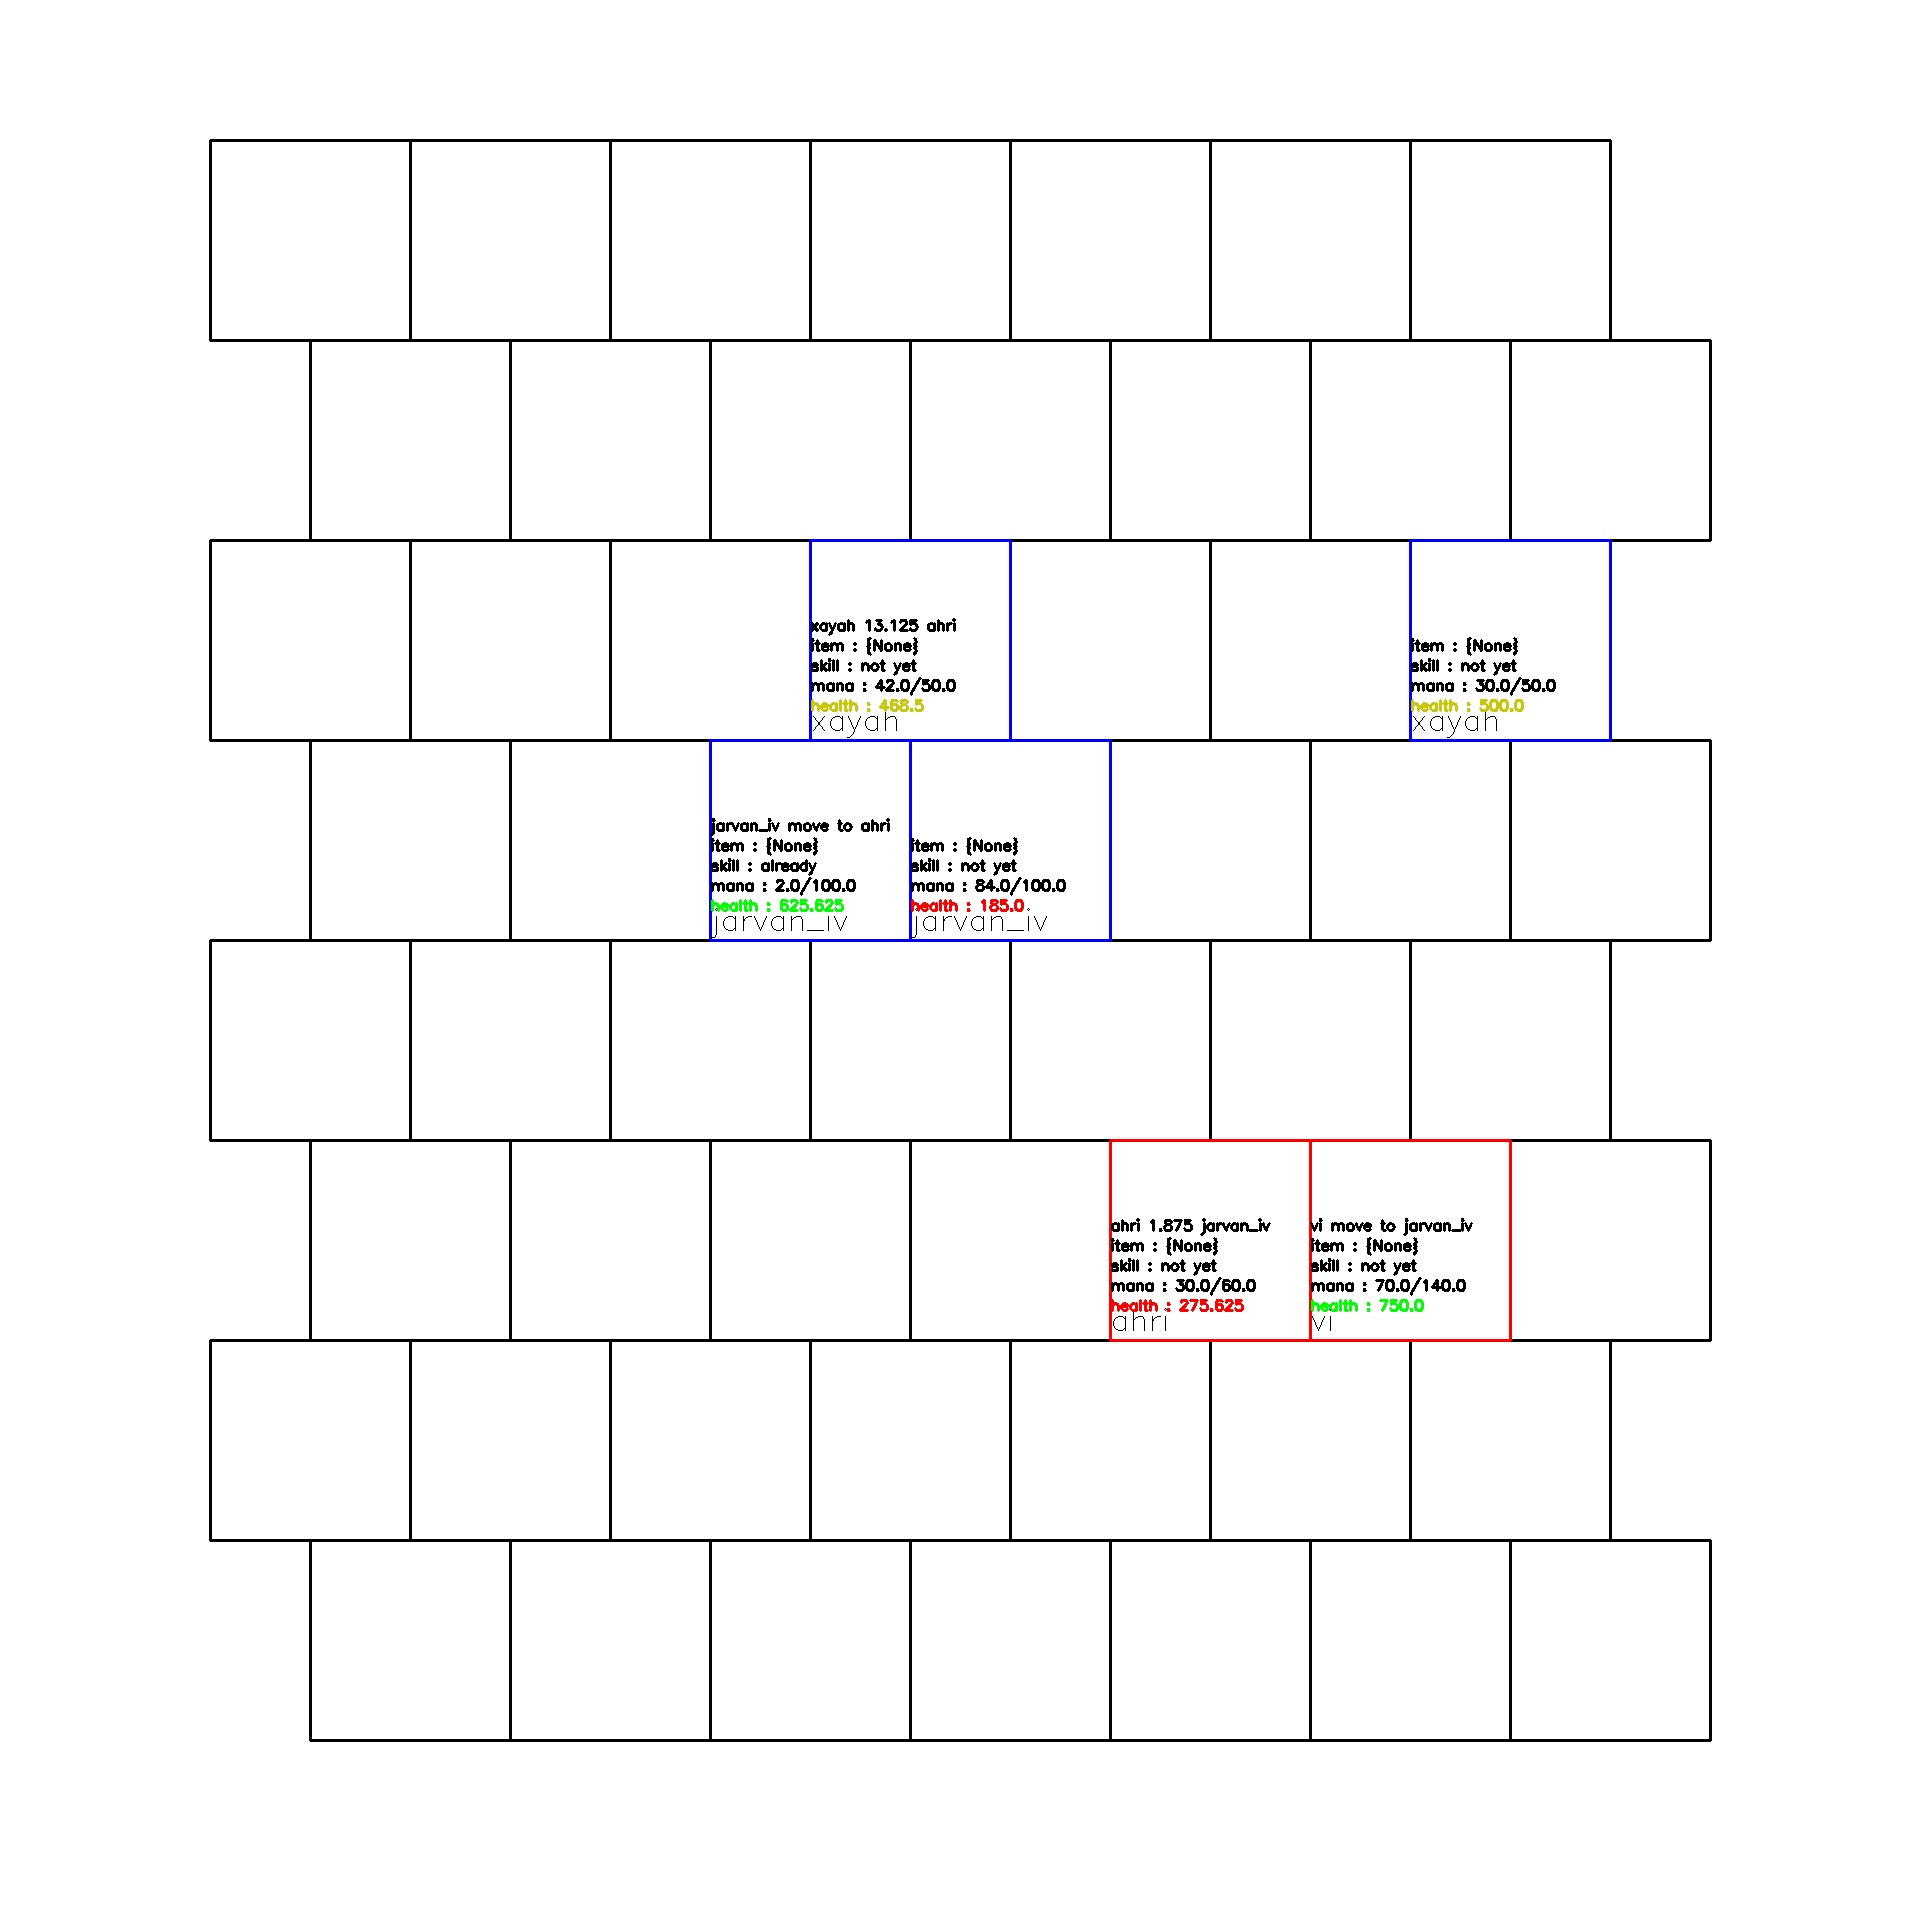 xayah 13.125 ahri
item : {None}
skill : not yet
mana : 42.0/50.0
health : 468.5
xayah
item : {None}
skill : not yet
mana : 30.0/50.0
health : 500.0
xayah
jarvan_iv move to ahri
item : {None}
skill : already
mana : 2.0/100.0
health : 625.625
jarvan_iv
item : {None}
skill : not yet
mana : 84.0/100.0
health : 185.0
jarvan_iv
ahri 1.875 jarvan_iv
item : {None}
skill : not yet
mana : 30.0/60.0
health : 275.625
ahri
vi move to jarvan_iv
item : {None}
skill : not yet
mana : 70.0/140.0
health : 750.0
vi